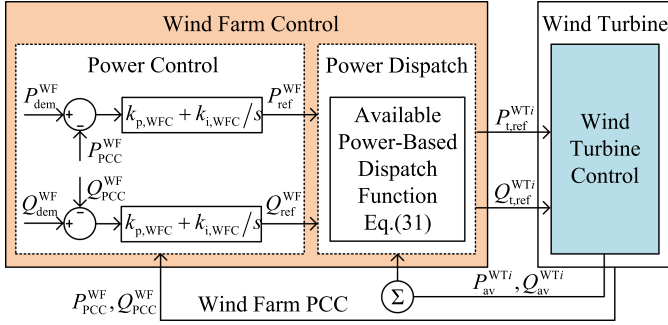 Wind Farm Control
Wind Turbine
Power Control
Power Dispatch
P_dem^WF
k_p,WFC + k_i,WFC/s
P_ref^WF
P_PCC^WF
Q_PCC^WF
Q_dem^WF
k_p,WFC + k_i,WFC/s
Q_ref^WF
Available
Power-Based
Dispatch
Function
Eq.(31)
P_t,ref^WTi
Q_t,ref^WTi
Wind
Turbine
Control
P_PCC^WF, Q_PCC^WF
Wind Farm PCC
Σ
P_av^WTi, Q_av^WTi